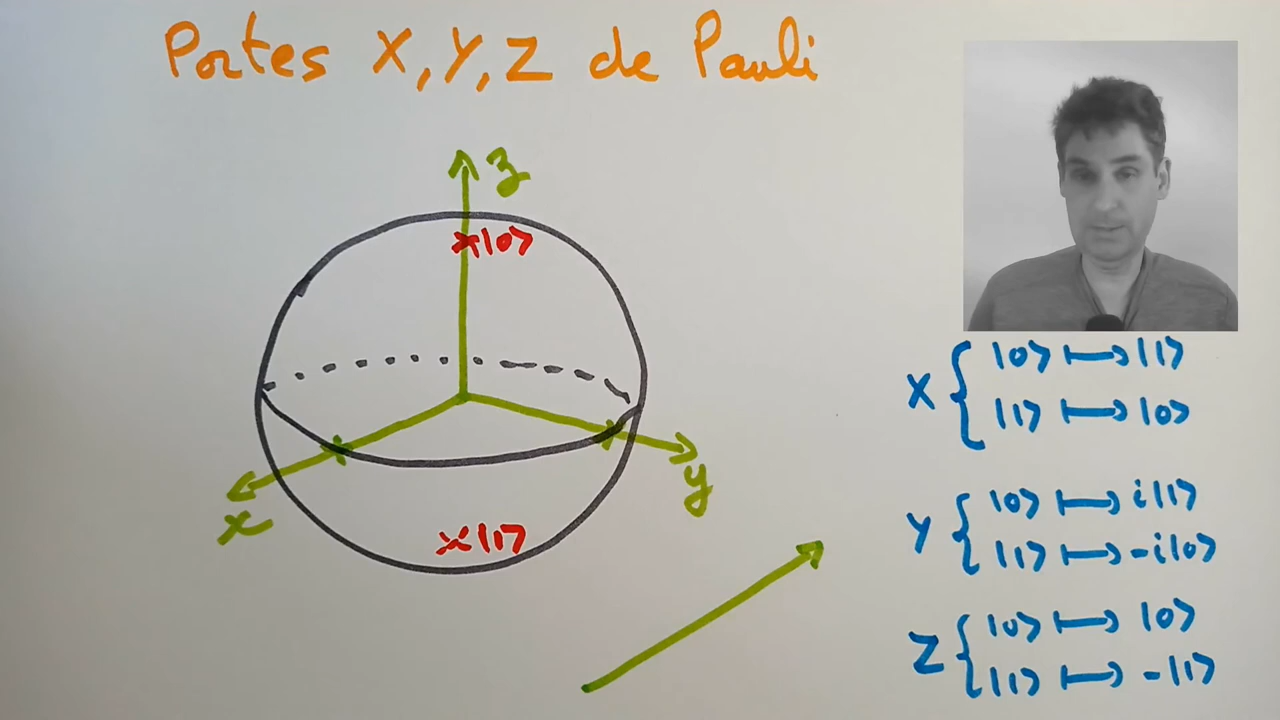 Portes X, Y, Z de Pauli
z
x|0⟩
x
y
x|1⟩
X { |0⟩ ⟼ |1⟩
|1⟩ ⟼ |0⟩
Y { |0⟩ ⟼ i|1⟩
|1⟩ ⟼ -i|0⟩
Z { |0⟩ ⟼ |0⟩
|1⟩ ⟼ -|1⟩